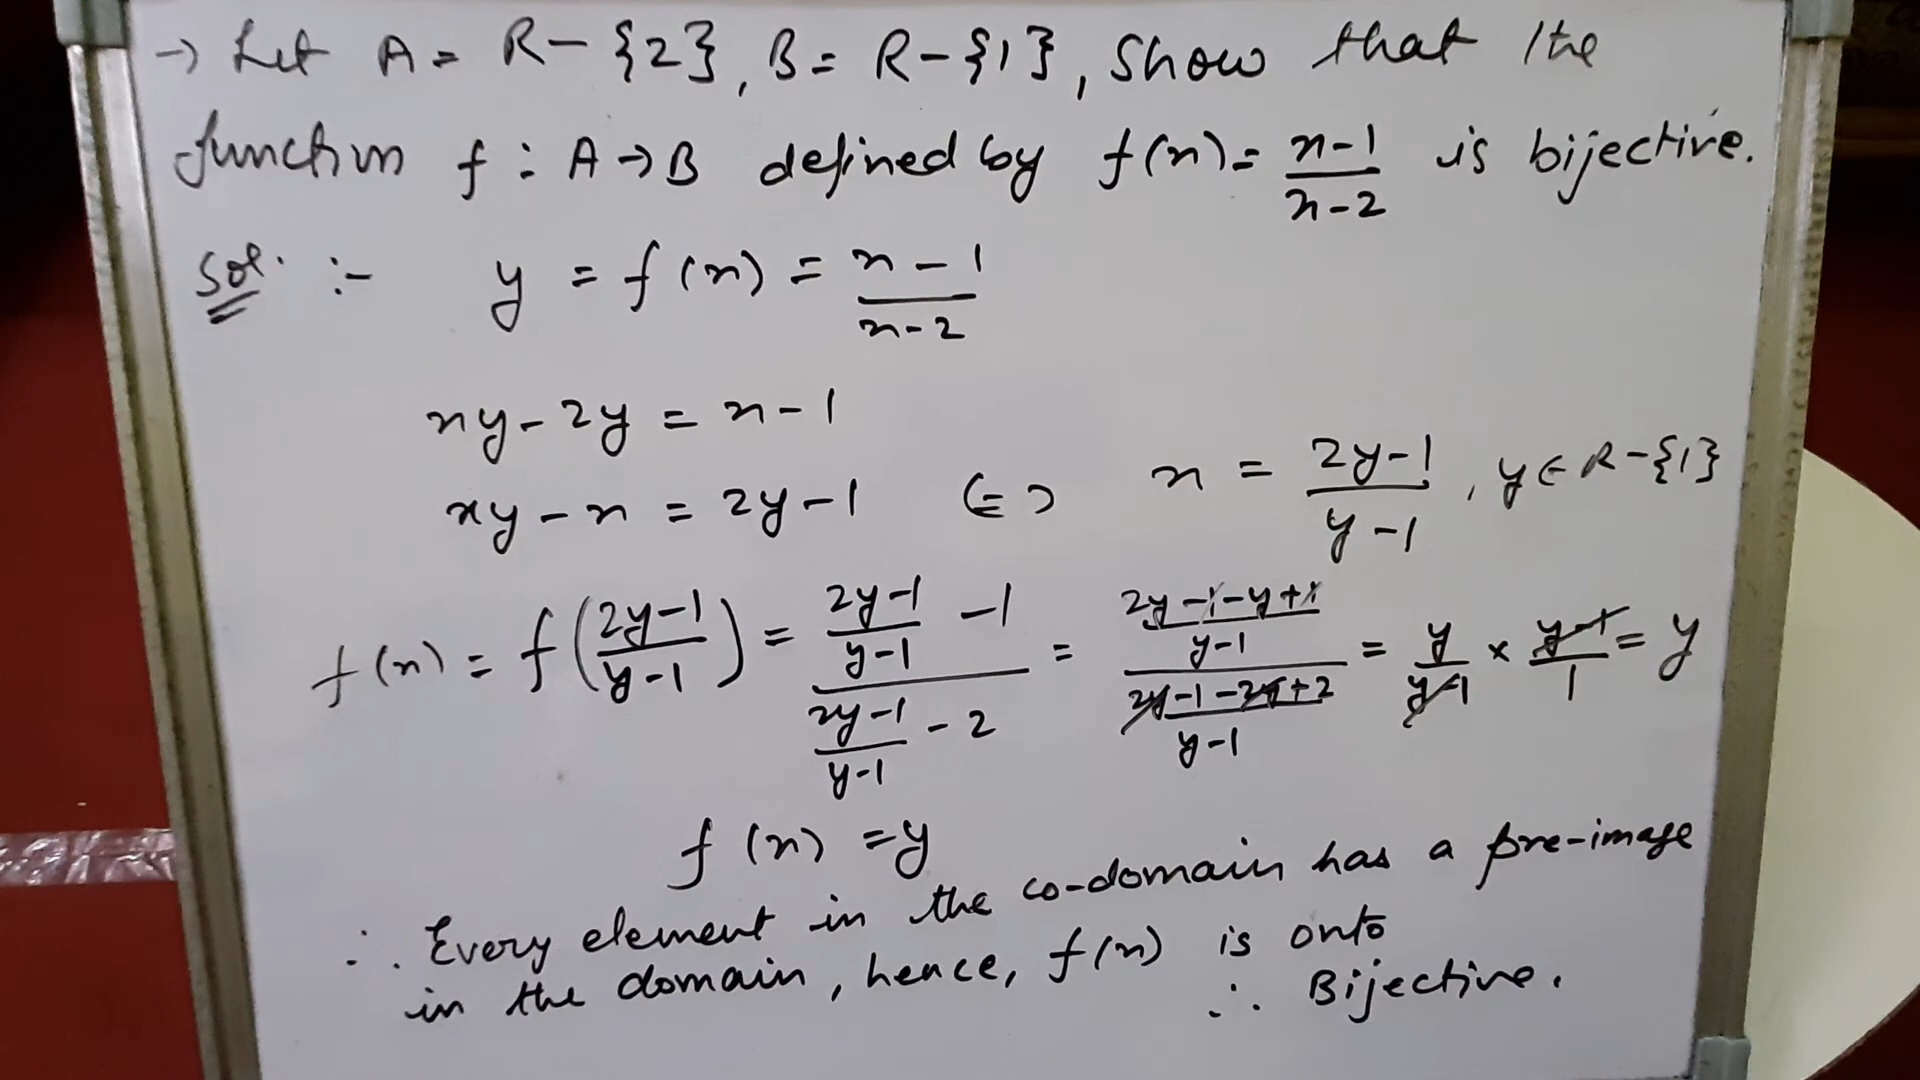 → Let A = R - {2}, B = R - {1}, Show that the
function f : A → B defined by f(x) = x-1/x-2 is bijective.
Sol. :- y = f(x) = x-1/x-2
xy - 2y = x - 1
xy - x = 2y - 1 ⇔ x = 2y-1/y-1, y ∈ R - {1}
f(x) = f(2y-1/y-1) = (2y-1/y-1 - 1)/(2y-1/y-1 - 2) = (2y-1-y+1/y-1)/(2y-1-2y+2/y-1) = y/y-1 × y-1/1 = y
f(x) = y
∴ Every element in the co-domain has a pre-image
in the domain, hence, f(x) is onto
∴ Bijective.